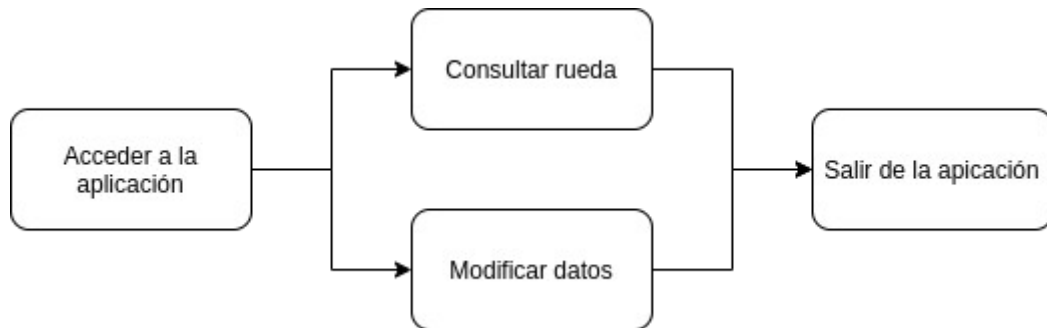 Consultar rueda
Acceder a la
aplicación
Salir de la apicación
Modificar datos